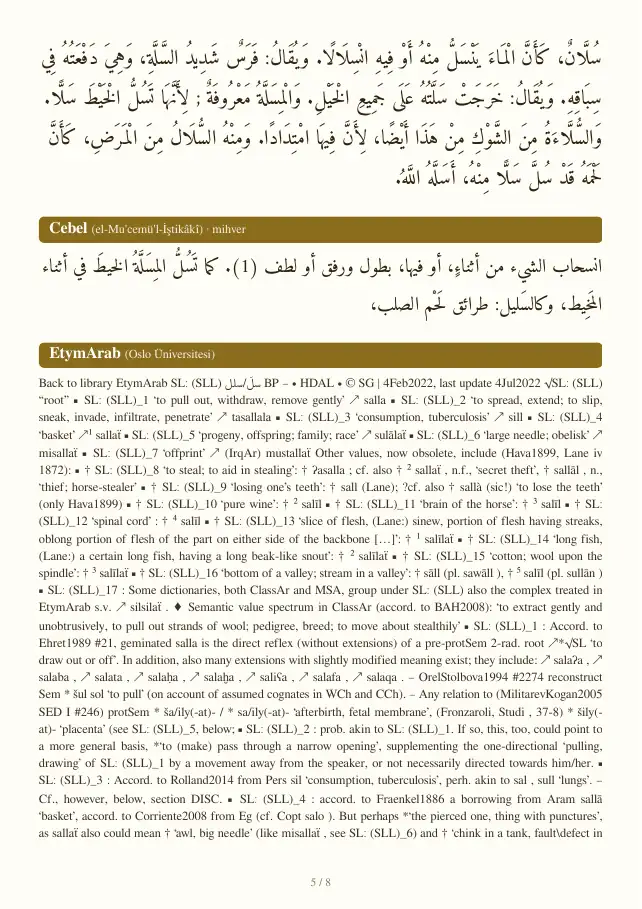 سُلَّانٌ، كَأَنَّ الْمَاءَ يَنْسَلُّ مِنْهُ أَوْ فِيهِ انْسِلَالًا. وَيُقَالُ: فَرَسٌ شَدِيدُ السَّلَّةِ، وَهِيَ دَفْعَتُهُ فِي
سِبَاقِهِ. وَيُقَالُ: خَرَجَتْ سَلَّتُهُ عَلَى جَمِيعِ الْخَيْلِ. وَالْمِسَلَّةُ مَعْرُوفَةٌ ; لِأَنَّهَا تَسُلُّ الْخَيْطَ سَلًّا.
وَالسُّلَّاءَةُ مِنَ الشَّوْكِ مِنْ هَذَا أَيْضًا، لِأَنَّ فِيهَا امْتِدَادًا. وَمِنْهُ السُّلَالُ مِنَ الْمَرَضِ، كَأَنَّ
لَحْمَهُ قَدْ سُلَّ سَلًّا مِنْهُ، أَسَلَّهُ اللَّهُ.
Cebel (el-Mu'cemü'l-İştikâkî) · mihver
انسحاب الشيء من أثناءٍ، أو فيها، بطول ورفق أو لطف (1). كما تَسُلُّ المِسَلَّةُ الخيطَ في أثناء
المَخِيط، وكالسَليل: طرائق لَحْم الصلب،
EtymArab (Oslo Üniversitesi)
Back to library EtymArab SL: (SLL) سلّ/سلل BP – ▪ HDAL ▪ © SG | 4Feb2022, last update 4Jul2022 √SL: (SLL)
“root” ▪ SL: (SLL)_1 ‘to pull out, withdraw, remove gently’ ↗ salla ▪ SL: (SLL)_2 ‘to spread, extend; to slip,
sneak, invade, infiltrate, penetrate’ ↗ tasallala ▪ SL: (SLL)_3 ‘consumption, tuberculosis’ ↗ sill ▪ SL: (SLL)_4
‘basket’ ↗¹ sallaẗ ▪ SL: (SLL)_5 ‘progeny, offspring; family; race’ ↗ sulālaẗ ▪ SL: (SLL)_6 ‘large needle; obelisk’ ↗
misallaẗ ▪ SL: (SLL)_7 ‘offprint’ ↗ (IrqAr) mustallaẗ Other values, now obsolete, include (Hava1899, Lane iv
1872): ▪ † SL: (SLL)_8 ‘to steal; to aid in stealing’: † ʔasalla ; cf. also † ² sallaẗ , n.f., ‘secret theft’, † sallāl , n.,
‘thief; horse-stealer’ ▪ † SL: (SLL)_9 ‘losing one’s teeth’: † sall (Lane); ?cf. also † sallà (sic!) ‘to lose the teeth’
(only Hava1899) ▪ † SL: (SLL)_10 ‘pure wine’: † ² salīl ▪ † SL: (SLL)_11 ‘brain of the horse’: † ³ salīl ▪ † SL:
(SLL)_12 ‘spinal cord’ : † ⁴ salīl ▪ † SL: (SLL)_13 ‘slice of flesh, (Lane:) sinew, portion of flesh having streaks,
oblong portion of flesh of the part on either side of the backbone […]’: † ¹ salīlaẗ ▪ † SL: (SLL)_14 ‘long fish,
(Lane:) a certain long fish, having a long beak-like snout’: † ² salīlaẗ ▪ † SL: (SLL)_15 ‘cotton; wool upon the
spindle’: † ³ salīlaẗ ▪ † SL: (SLL)_16 ‘bottom of a valley; stream in a valley’: † sāll (pl. sawāll ), † ⁵ salīl (pl. sullān )
▪ SL: (SLL)_17 : Some dictionaries, both ClassAr and MSA, group under SL: (SLL) also the complex treated in
EtymArab s.v. ↗ silsilaẗ . ♦ Semantic value spectrum in ClassAr (accord. to BAH2008): ‘to extract gently and
unobtrusively, to pull out strands of wool; pedigree, breed; to move about stealthily’ ▪ SL: (SLL)_1 : Accord. to
Ehret1989 #21, geminated salla is the direct reflex (without extensions) of a pre-protSem 2-rad. root ↗*√SL ‘to
draw out or off’. In addition, also many extensions with slightly modified meaning exist; they include: ↗ salaʔa , ↗
salaba , ↗ salata , ↗ salaḥa , ↗ salaḫa , ↗ saliʕa , ↗ salafa , ↗ salaqa . – OrelStolbova1994 #2274 reconstruct
Sem * šul šol ‘to pull’ (on account of assumed cognates in WCh and CCh). – Any relation to (MilitarevKogan2005
SED I #246) protSem * ša/ily(-at)- / * sa/ily(-at)- ‘afterbirth, fetal membrane’, (Fronzaroli, Studi , 37-8) * šily(-
at)- ‘placenta’ (see SL: (SLL)_5, below; ▪ SL: (SLL)_2 : prob. akin to SL: (SLL)_1. If so, this, too, could point to
a more general basis, *‘to (make) pass through a narrow opening’, supplementing the one-directional ‘pulling,
drawing’ of SL: (SLL)_1 by a movement away from the speaker, or not necessarily directed towards him/her. ▪
SL: (SLL)_3 : Accord. to Rolland2014 from Pers sil ‘consumption, tuberculosis’, perh. akin to sal , sull ‘lungs’. –
Cf., however, below, section DISC. ▪ SL: (SLL)_4 : accord. to Fraenkel1886 a borrowing from Aram sallā
‘basket’, accord. to Corriente2008 from Eg (cf. Copt salo ). But perhaps *‘the pierced one, thing with punctures’,
as sallaẗ also could mean † ‘awl, big needle’ (like misallaẗ , see SL: (SLL)_6) and † ‘chink in a tank, fault\defect in
5 / 8